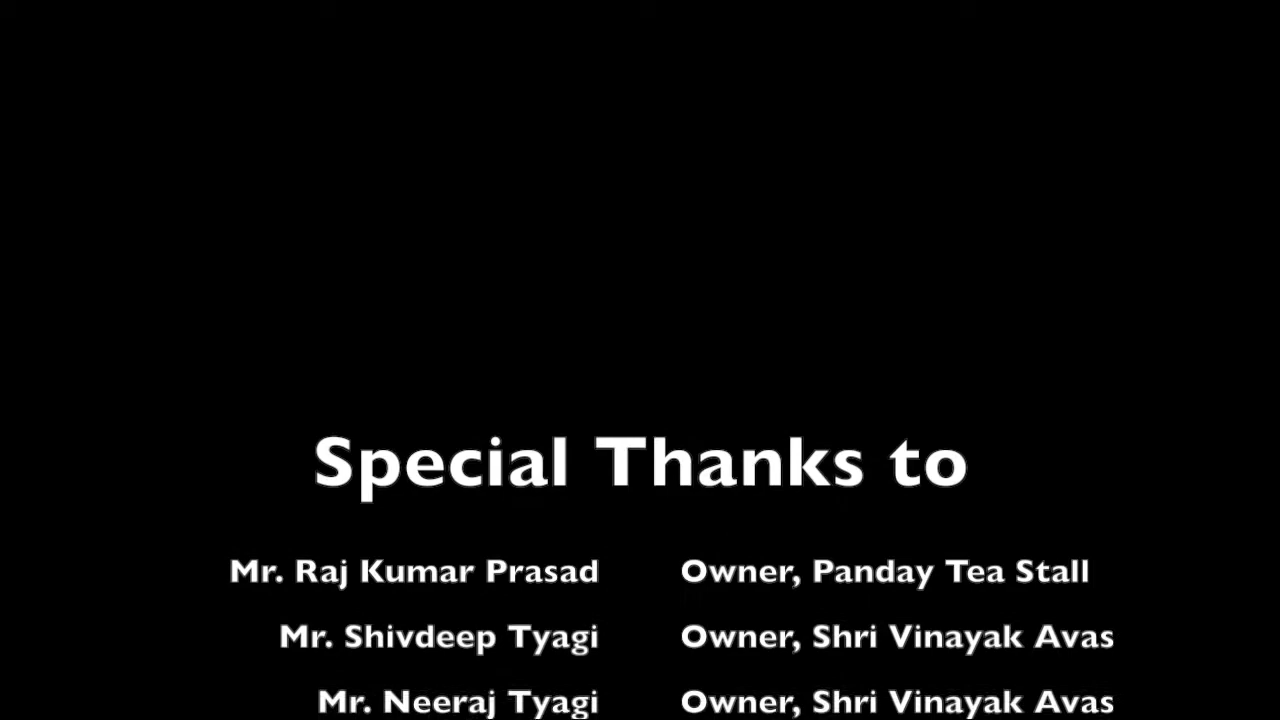 Special Thanks to
Mr. Raj Kumar Prasad Owner, Panday Tea Stall
Mr. Shivdeep Tyagi Owner, Shri Vinayak Avas
Mr. Neeraj Tyagi Owner, Shri Vinayak Avas